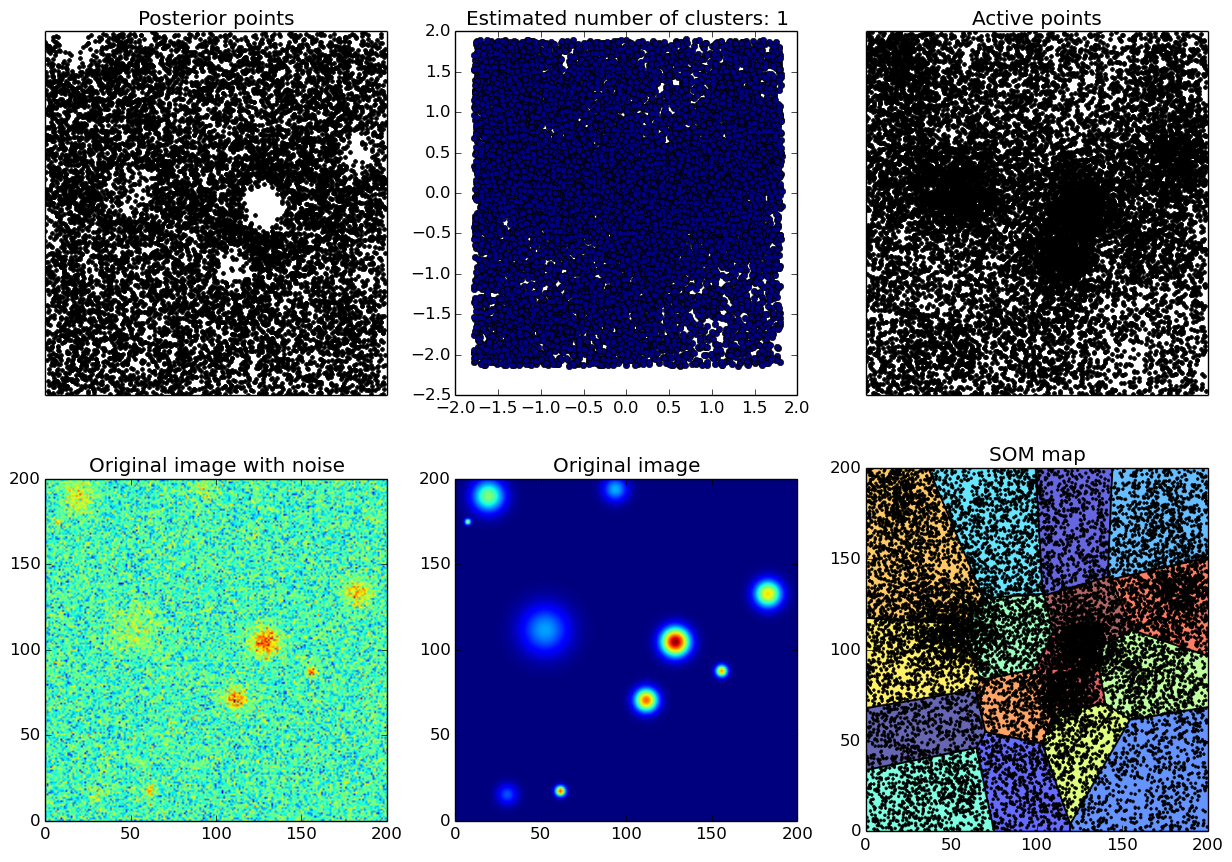 Posterior points
Estimated number of clusters: 1
Active points
2.0
1.5
1.0
0.5
0.0
−0.5
−1.0
−1.5
−2.0
−2.5
−2.0 −1.5 −1.0 −0.5 0.0 0.5 1.0 1.5 2.0
Original image with noise
Original image
SOM map
200
150
100
50
0
0 50 100 150 200
200
150
100
50
0
0 50 100 150 200
200
150
100
50
0
0 50 100 150 200